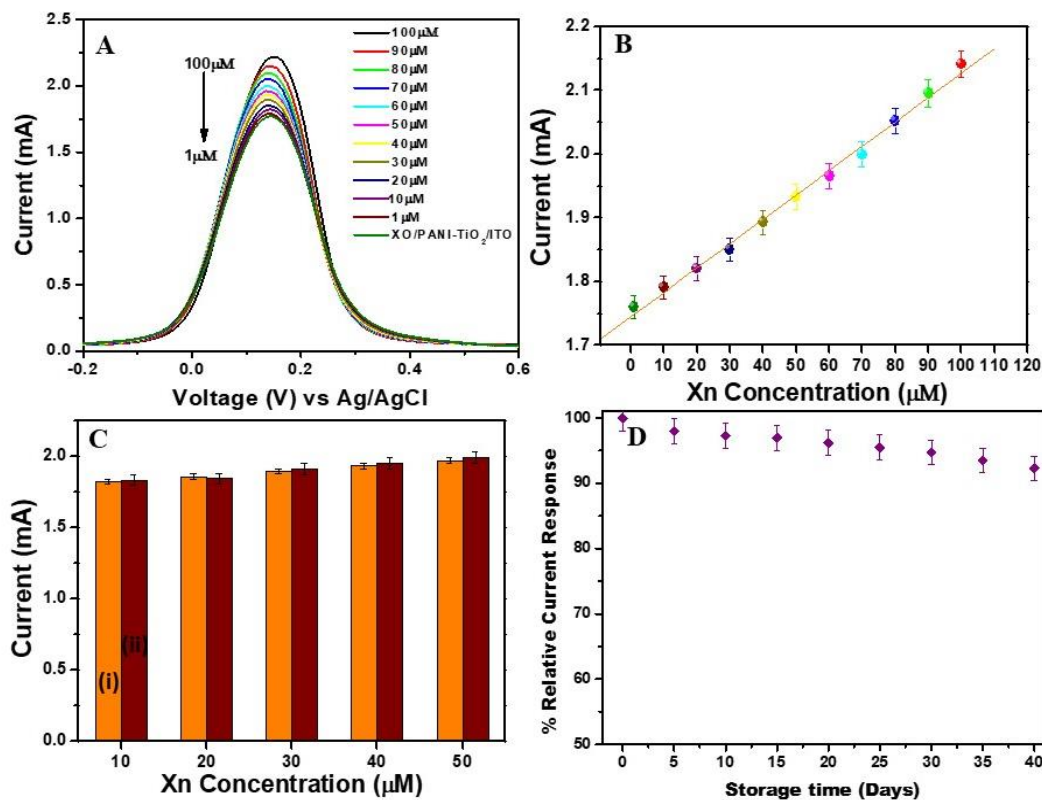 A
2.5
2.0
1.5
1.0
0.5
0.0
Current (mA)
-0.2
0.0
0.2
0.4
0.6
Voltage (V) vs Ag/AgCl
100μM
1μM
100μM
90μM
80μM
70μM
60μM
50μM
40μM
30μM
20μM
10μM
1μM
XO/PANI-TiO₂/ITO
B
2.2
2.1
2.0
1.9
1.8
1.7
Current (mA)
0
10
20
30
40
50
60
70
80
90
100
110
120
Xn Concentration (μM)
C
2.0
1.5
1.0
0.5
0.0
Current (mA)
(i)
(ii)
10
20
30
40
50
Xn Concentration (μM)
D
100
90
80
70
60
50
% Relative Current Response
0
5
10
15
20
25
30
35
40
Storage time (Days)